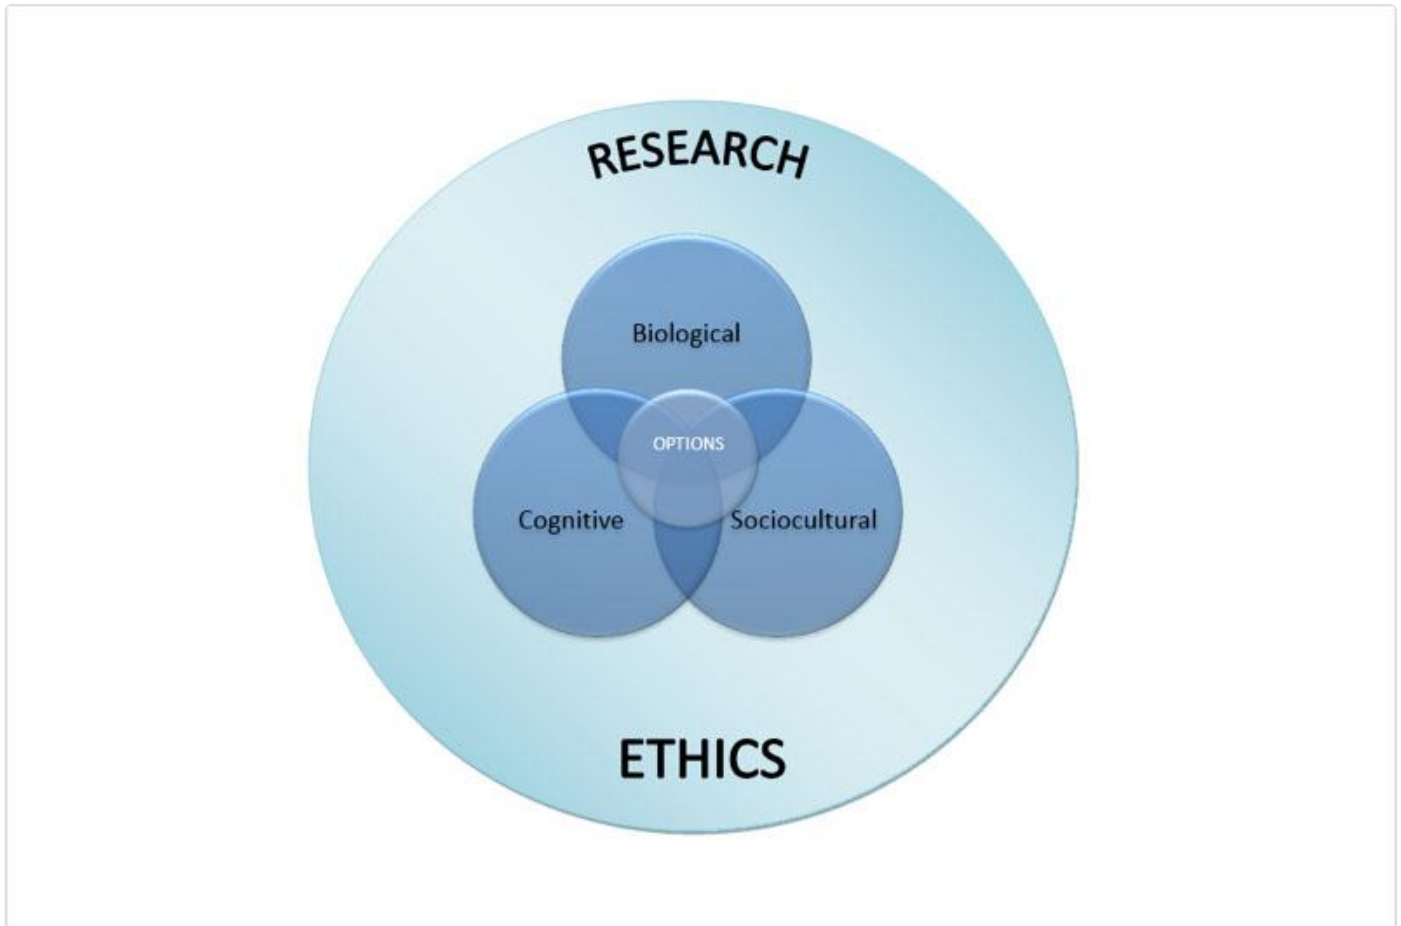 RESEARCH
Biological
OPTIONS
Cognitive
Sociocultural
ETHICS